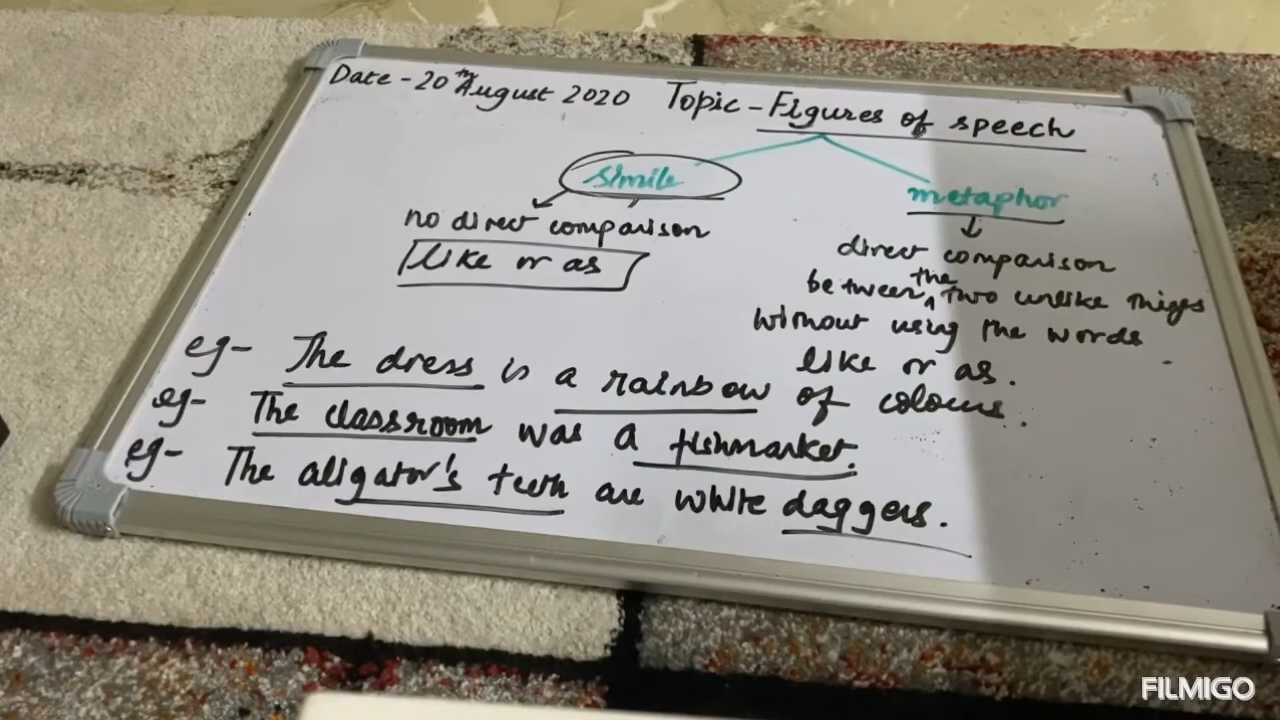 Date - 20th August 2020 Topic - Figures of speech
simile
metaphor
no direct comparison
like or as
direct comparison
between the two unlike things
without using the words
like or as.
eg- The dress is a rainbow of colours
eg- The classroom was a fishmarket.
eg- The aligator's teeth are white daggers.
FILMIGO